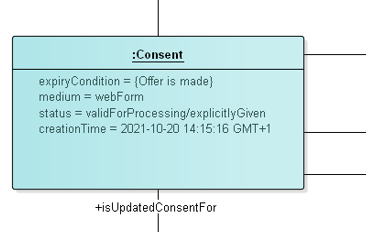 :Consent
expiryCondition = {Offer is made}
medium = webForm
status = validForProcessing/explicitlyGiven
creationTime = 2021-10-20 14:15:16 GMT+1
+isUpdatedConsentFor